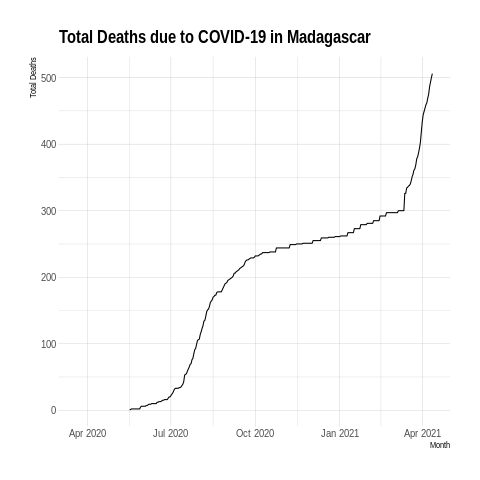 Total Deaths due to COVID-19 in Madagascar
Total Deaths
500
400
300
200
100
0
Apr 2020 Jul 2020 Oct 2020 Jan 2021 Apr 2021
Month